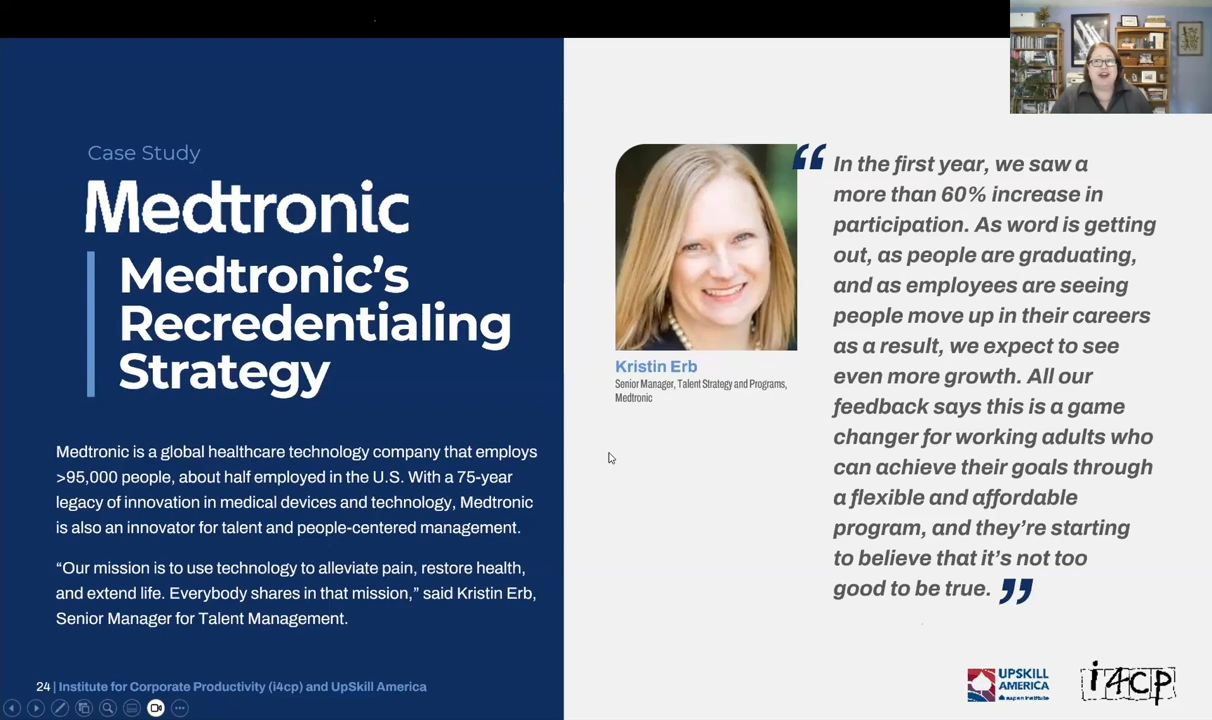 Case Study
Medtronic
Medtronic's
Recredentialing
Strategy
Medtronic is a global healthcare technology company that employs
>95,000 people, about half employed in the U.S. With a 75-year
legacy of innovation in medical devices and technology, Medtronic
is also an innovator for talent and people-centered management.
“Our mission is to use technology to alleviate pain, restore health,
and extend life. Everybody shares in that mission,” said Kristin Erb,
Senior Manager for Talent Management.
24 | Institute for Corporate Productivity (i4cp) and UpSkill America
Kristin Erb
Senior Manager, Talent Strategy and Programs,
Medtronic
“ In the first year, we saw a
more than 60% increase in
participation. As word is getting
out, as people are graduating,
and as employees are seeing
people move up in their careers
as a result, we expect to see
even more growth. All our
feedback says this is a game
changer for working adults who
can achieve their goals through
a flexible and affordable
program, and they're starting
to believe that it's not too
good to be true. ”
UPSKILL
AMERICA
aspen institute
i4cp